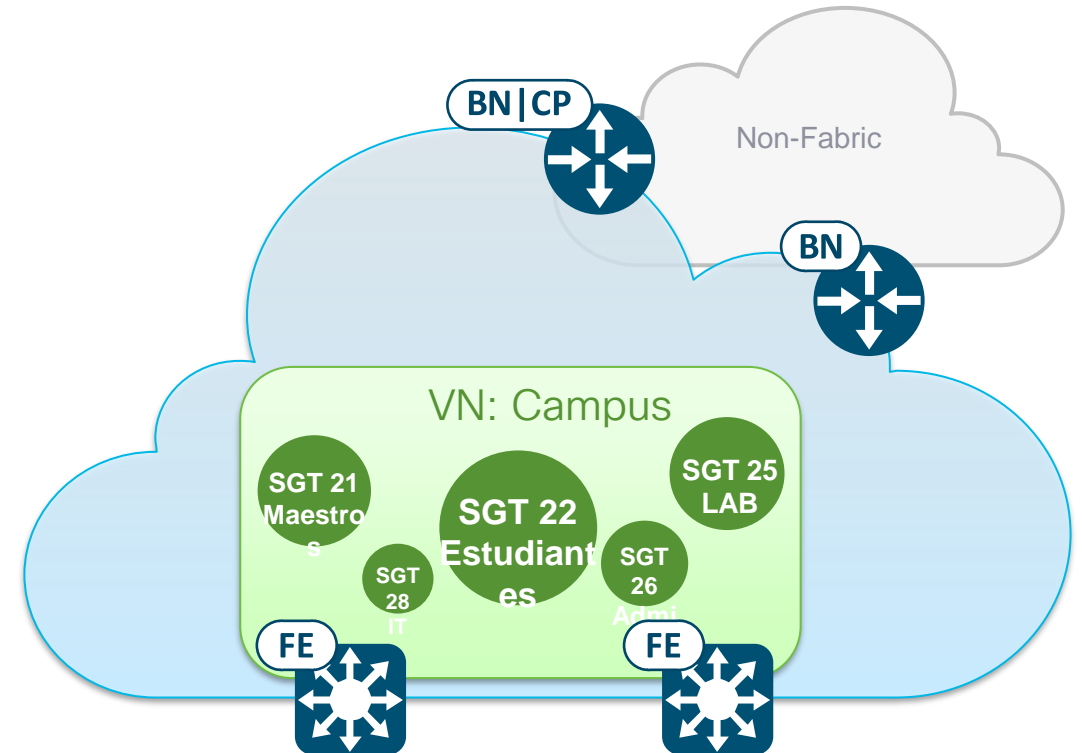 BN|CP
Non-Fabric
BN
VN: Campus
SGT 21
Maestro
s
SGT 28
IT
SGT 22
Estudiant
es
SGT
26
Admi
SGT 25
LAB
FE
FE